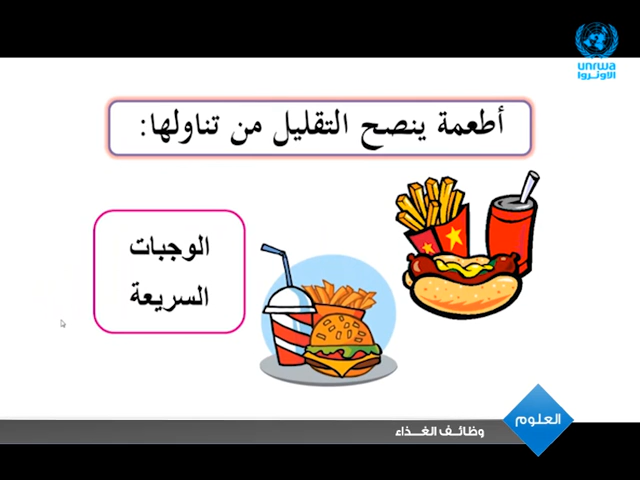 unrwa
الأونروا
أطعمة ينصح التقليل من تناولها:
الوجبات
السريعة
العلوم
وظائف الغذاء